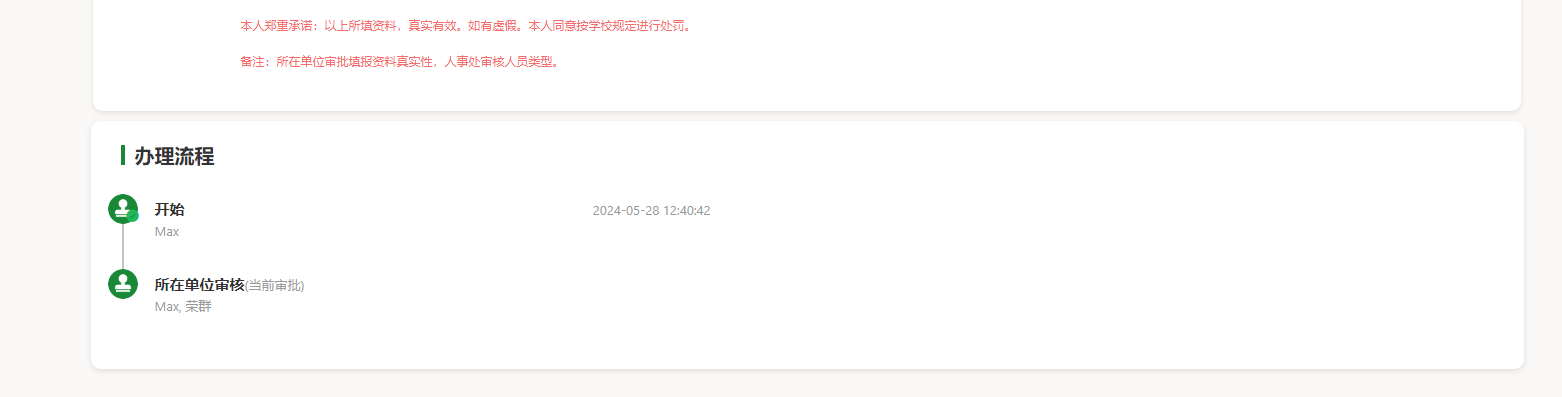 本人郑重承诺：以上所填资料，真实有效。如有虚假。本人同意按学校规定进行处罚。
备注：所在单位审批填报资料真实性，人事处审核人员类型。
办理流程
开始 2024-05-28 12:40:42
Max
所在单位审核(当前审批)
Max, 荣群